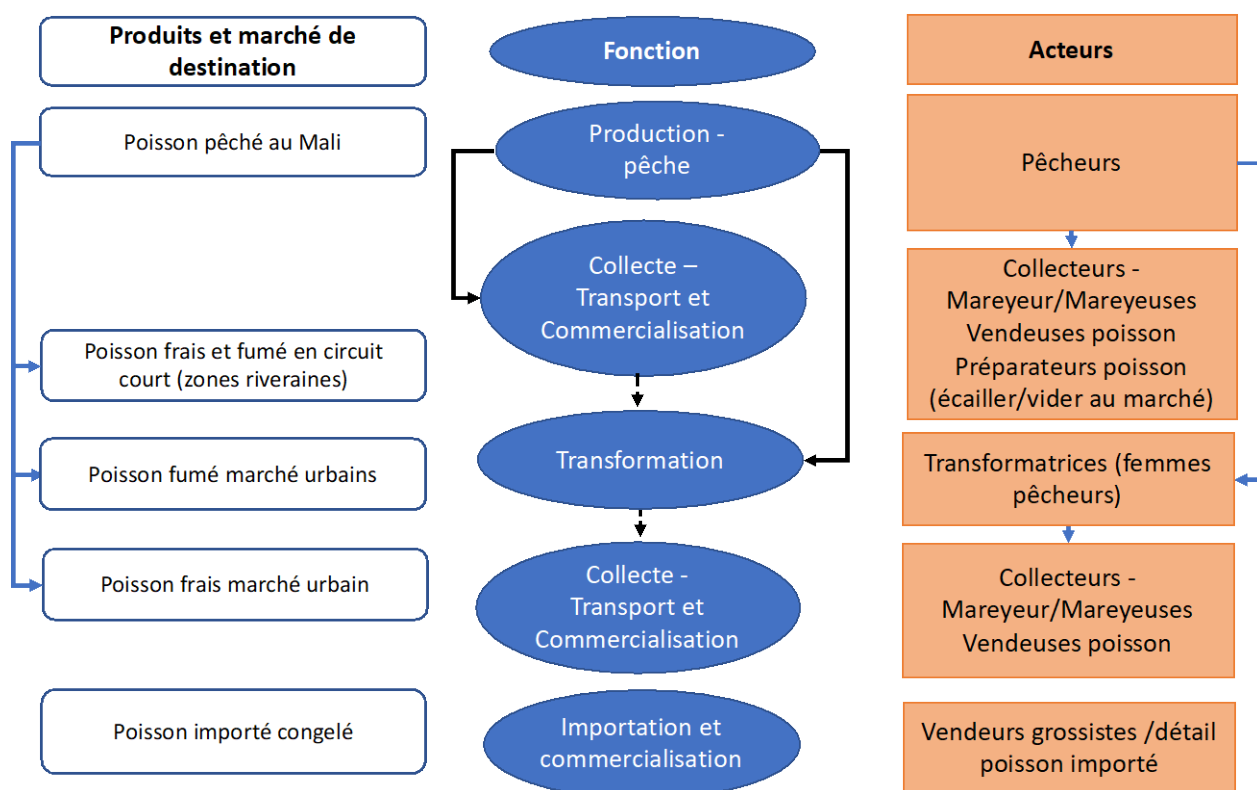 Produits et marché de
destination
Fonction
Acteurs
Poisson pêché au Mali
Production -
pêche
Pêcheurs
Collecte –
Transport et
Commercialisation
Collecteurs -
Mareyeur/Mareyeuses
Vendeuses poisson
Préparateurs poisson
(écailler/vider au marché)
Poisson frais et fumé en circuit
court (zones riveraines)
Poisson fumé marché urbains
Transformation
Transformatrices (femmes
pêcheurs)
Poisson frais marché urbain
Collecte -
Transport et
Commercialisation
Collecteurs -
Mareyeur/Mareyeuses
Vendeuses poisson
Poisson importé congelé
Importation et
commercialisation
Vendeurs grossistes /détail
poisson importé